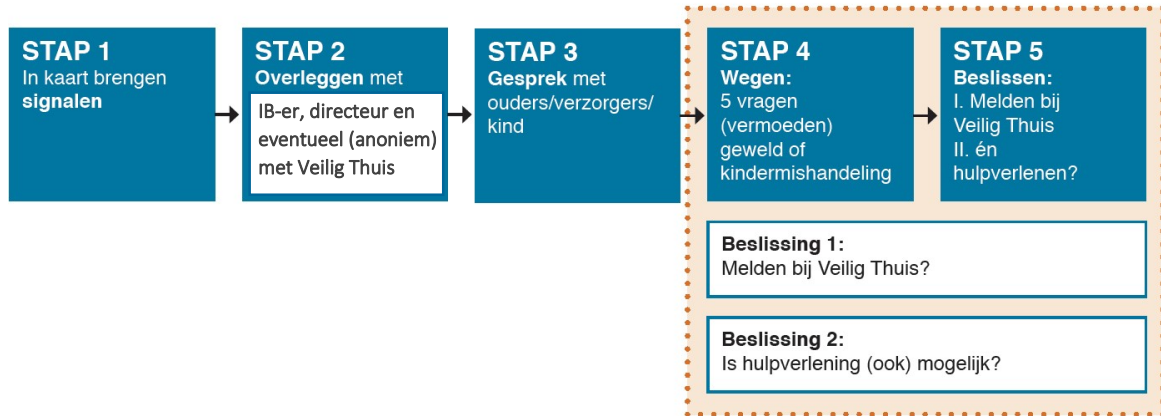 STAP 1
In kaart brengen
signalen
STAP 2
Overleggen met
IB-er, directeur en
eventueel (anoniem)
met Veilig Thuis
STAP 3
Gesprek met
ouders/verzorgers/
kind
STAP 4
Wegen:
5 vragen
(vermoeden)
geweld of
kindermishandeling
STAP 5
Beslissen:
I. Melden bij
Veilig Thuis
II. én
hulpverlenen?
Beslissing 1:
Melden bij Veilig Thuis?
Beslissing 2:
Is hulpverlening (ook) mogelijk?